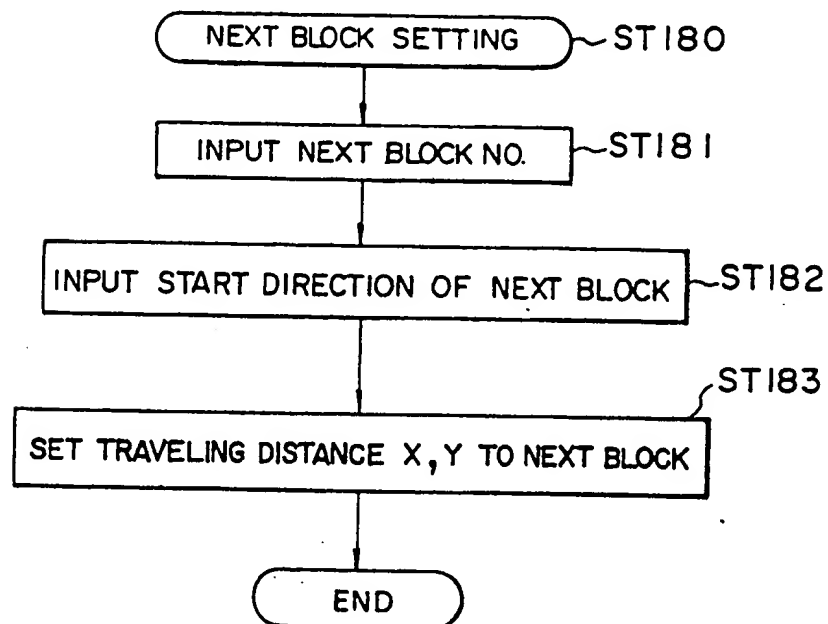 NEXT BLOCK SETTING
ST180
INPUT NEXT BLOCK NO.
ST181
INPUT START DIRECTION OF NEXT BLOCK
ST182
ST183
SET TRAVELING DISTANCE X, Y TO NEXT BLOCK
END